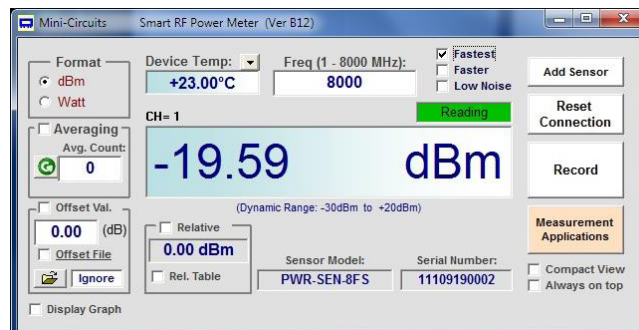 Mini-Circuits Smart RF Power Meter (Ver B12)
Format
dBm
Watt
Device Temp:
+23.00°C
Freq (1 - 8000 MHz):
8000
Fastest
Faster
Low Noise
Add Sensor
Reset
Connection
Averaging
Avg. Count:
0
CH= 1
Reading
-19.59 dBm
Record
(Dynamic Range: -30dBm to +20dBm)
Offset Val.
0.00 (dB)
Offset File
Ignore
Relative
0.00 dBm
Rel. Table
Sensor Model:
PWR-SEN-8FS
Serial Number:
11109190002
Measurement
Applications
Compact View
Always on top
Display Graph